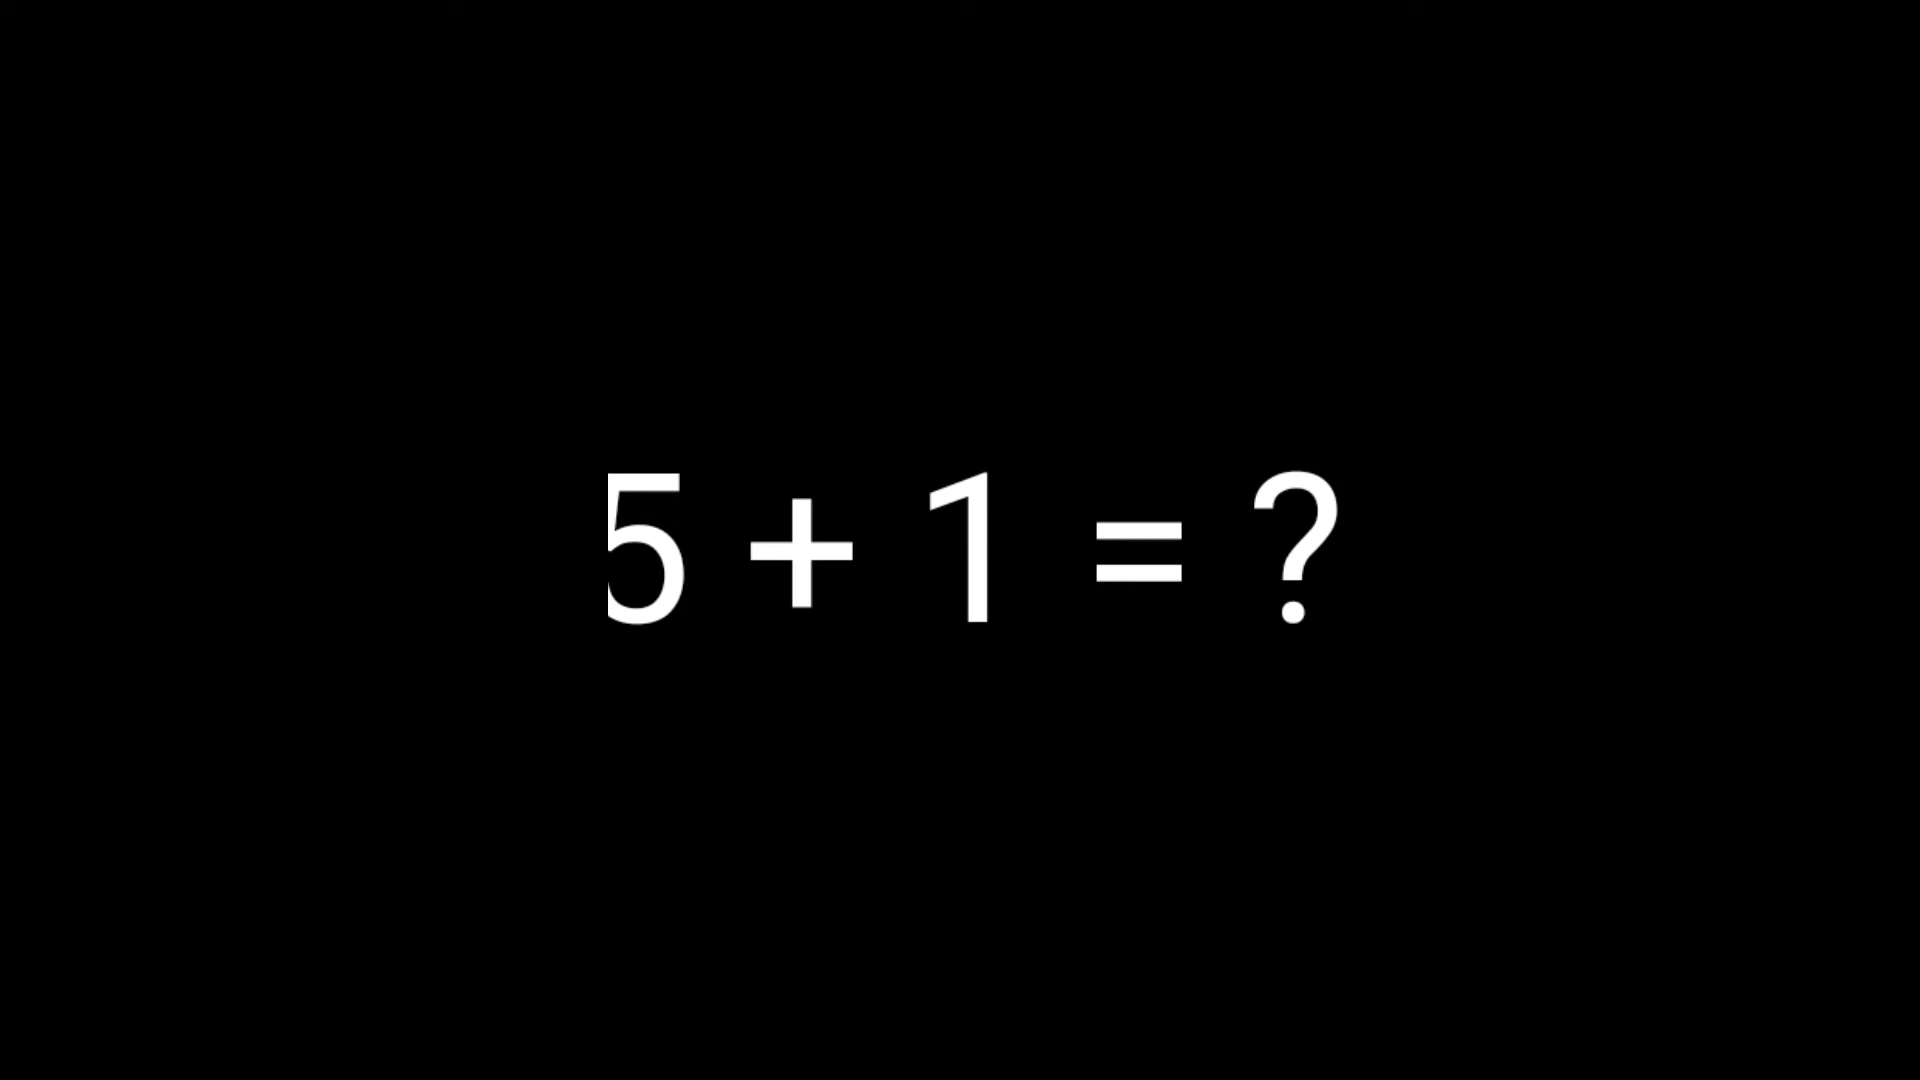 5 + 1 = ?